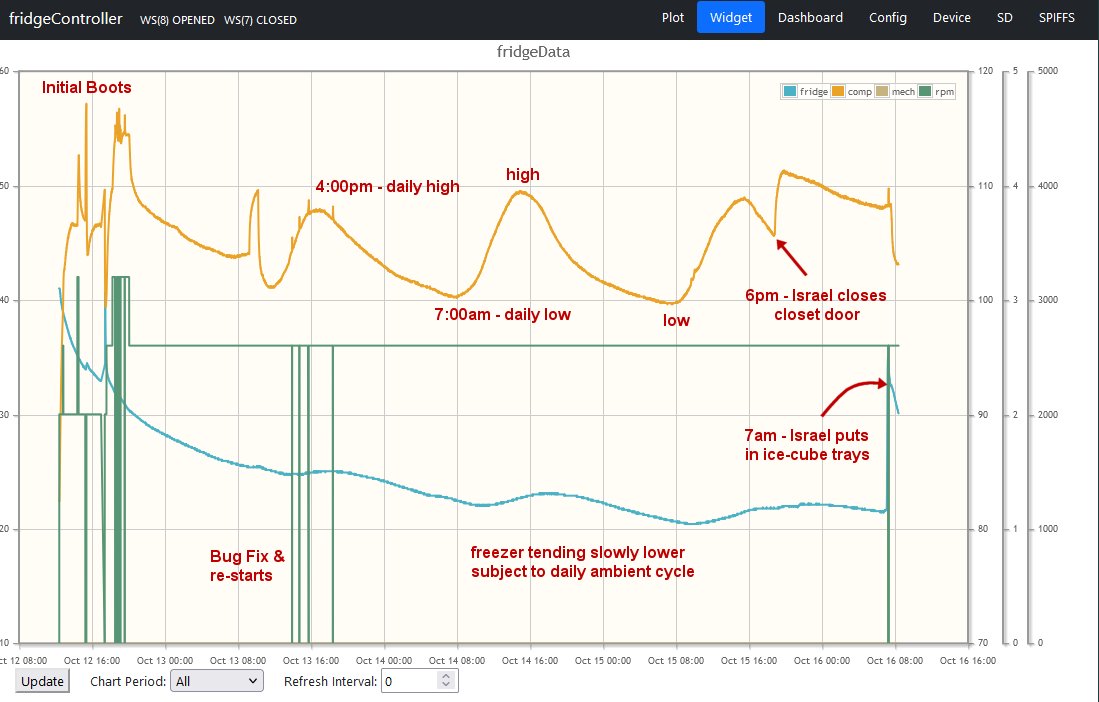 fridgeController WS(8) OPENED WS(7) CLOSED Plot Widget Dashboard Config Device SD SPIFFS
fridgeData
60 120 5 5000
Initial Boots
fridge comp mech rpm
high
4:00pm - daily high
50 110 4 4000
6pm - Israel closes
closet door
40 100 3 3000
7:00am - daily low
low
30 90 2 2000
7am - Israel puts
in ice-cube trays
20 80 1 1000
Bug Fix &
re-starts
freezer tending slowly lower
subject to daily ambient cycle
10 70 0 0
ct 12 08:00 Oct 12 16:00 Oct 13 00:00 Oct 13 08:00 Oct 13 16:00 Oct 14 00:00 Oct 14 08:00 Oct 14 16:00 Oct 15 00:00 Oct 15 08:00 Oct 15 16:00 Oct 16 00:00 Oct 16 08:00 Oct 16 16:00
Update Chart Period: All Refresh Interval: 0